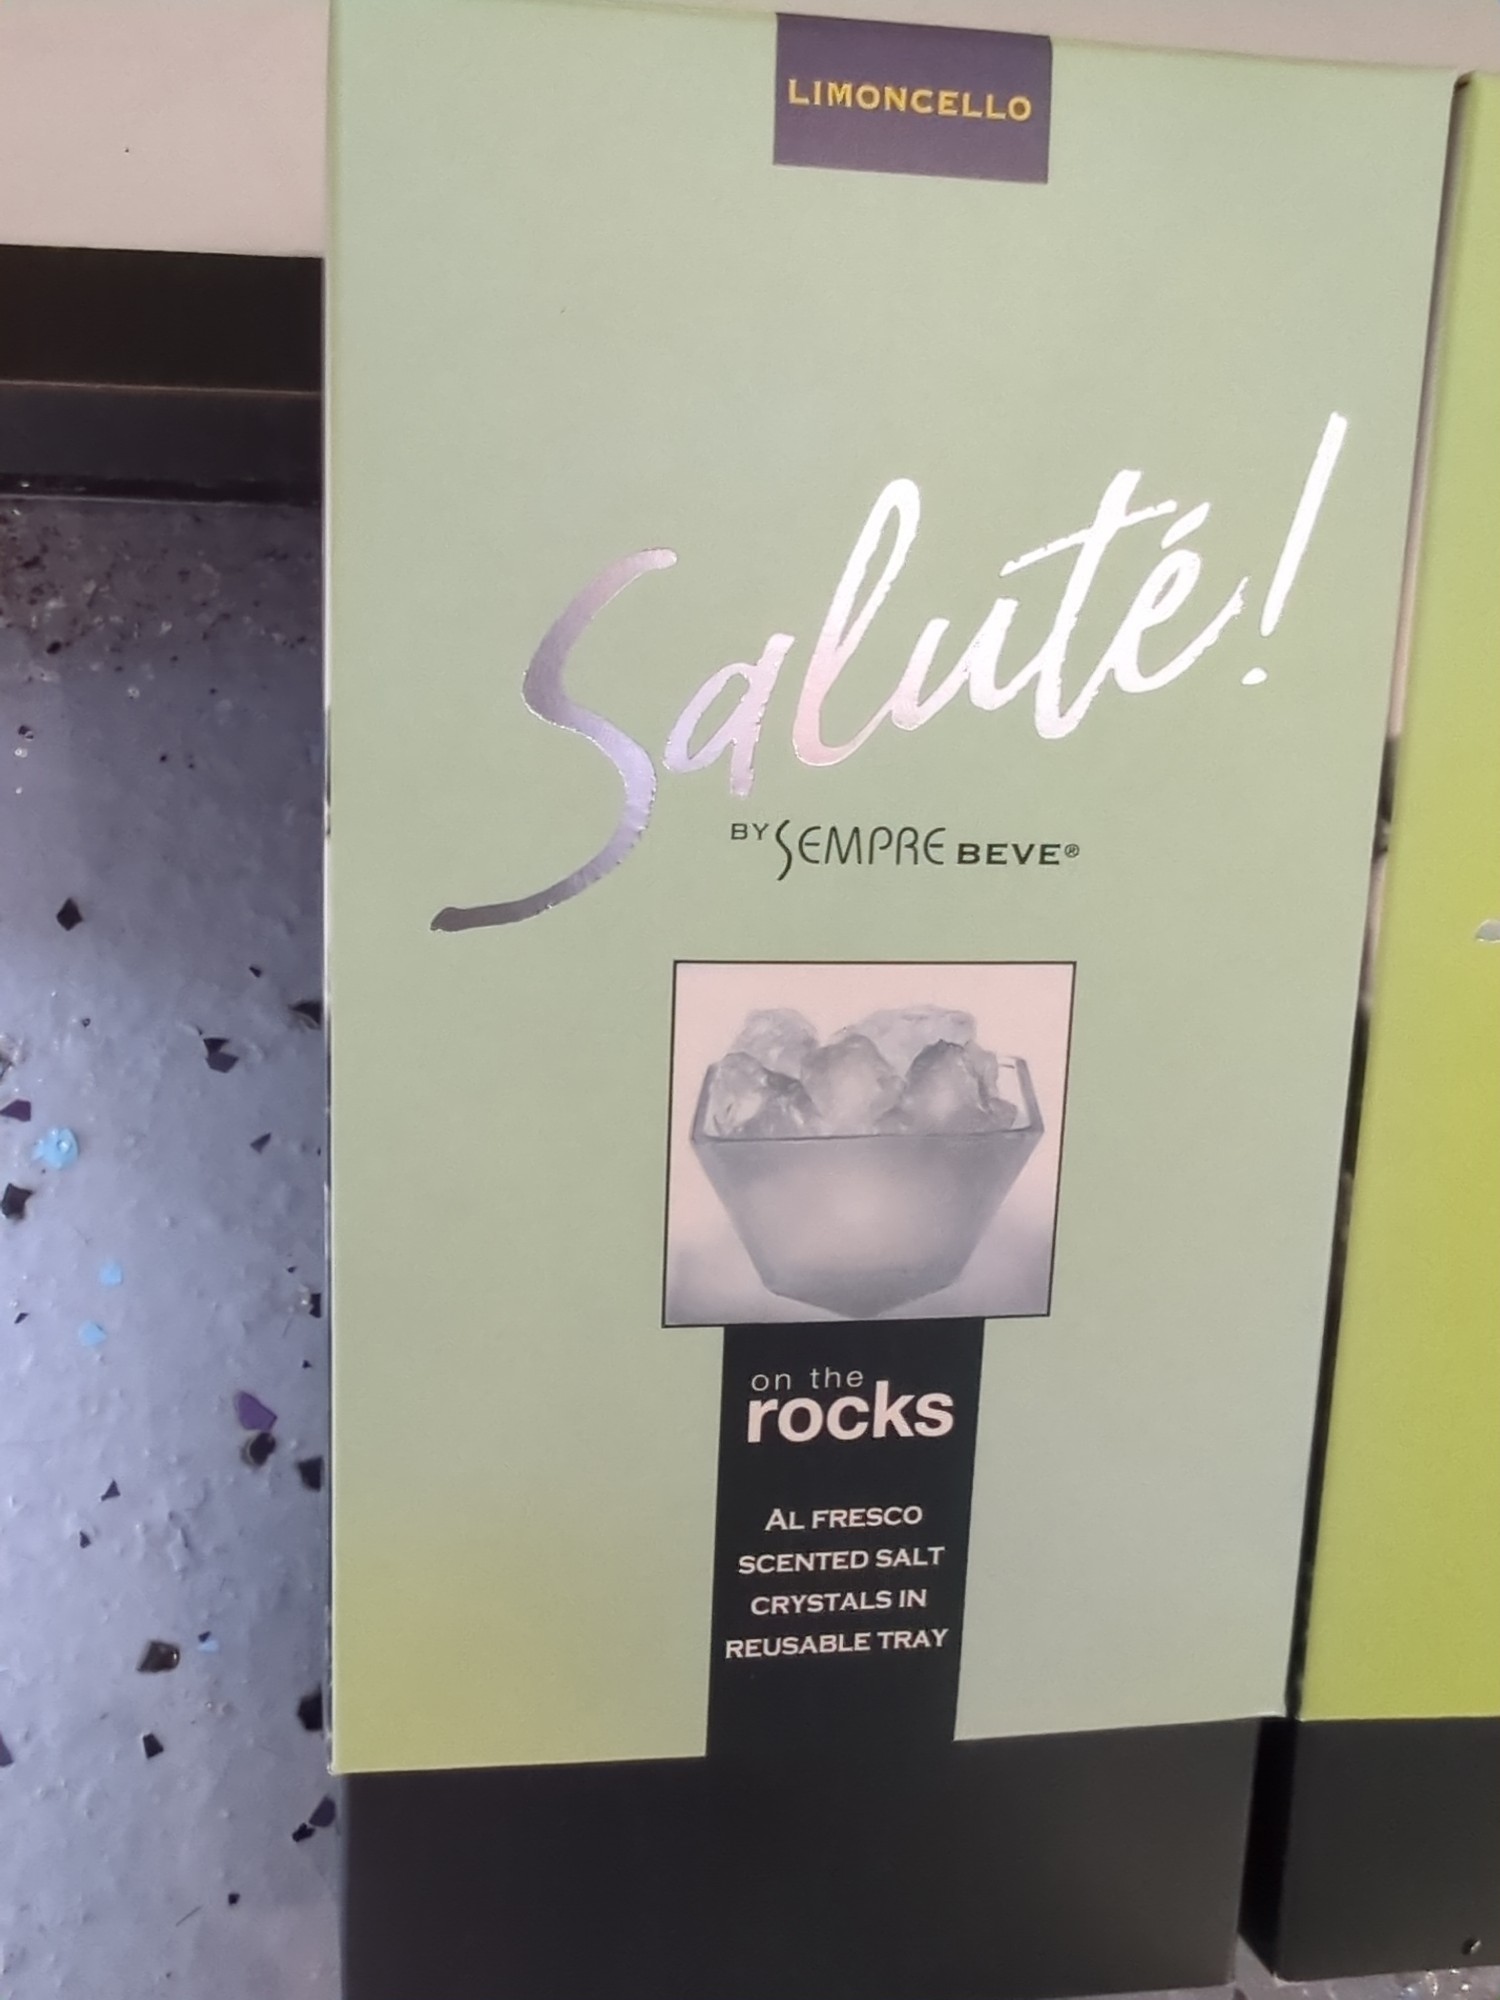 LIMONCELLO
Saluté!
BY SEMPRE BEVE®
on the
rocks
AL FRESCO
SCENTED SALT
CRYSTALS IN
REUSABLE TRAY